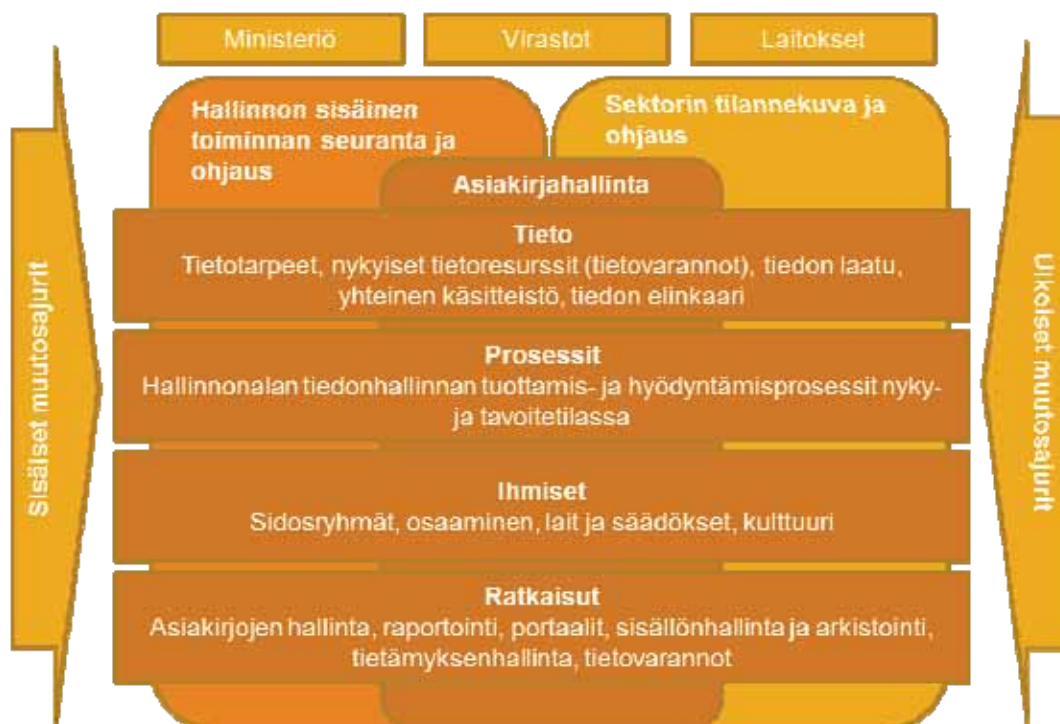 Ministeriö
Virastot
Laitokset
Hallinnon sisäinen
toiminnan seuranta ja
ohjaus
Sektorin tilannekuva ja
ohjaus
Asiakirjahallinta
Sisäiset muutosajurit
Tieto
Tietotarpeet, nykyiset tietoresurssit (tietovarannot), tiedon laatu,
yhteinen käsitteistö, tiedon elinkaari
Prosessit
Hallinnonalan tiedonhallinnan tuottamis- ja hyödyntämisprosessit nyky-
ja tavoitetilassa
Ihmiset
Sidosryhmät, osaaminen, lait ja säädökset, kulttuuri
Ratkaisut
Asiakirjojen hallinta, raportointi, portaalit, sisällönhallinta ja arkistointi,
tietämyksenhallinta, tietovarannot
Ulkoiset muutosajurit